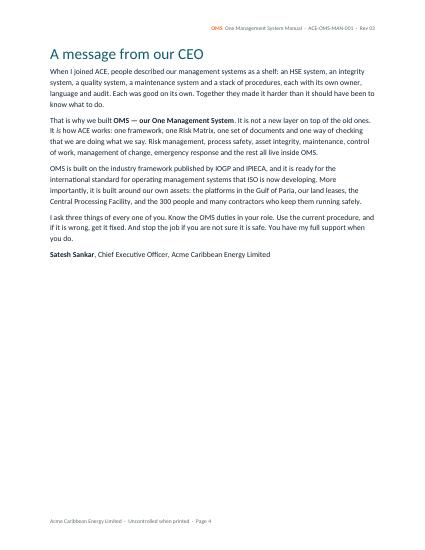 OMS One Management System Manual · ACE-OMS-MAN-001 · Rev 03
A message from our CEO
When I joined ACE, people described our management systems as a shelf: an HSE system, an integrity
system, a quality system, a maintenance system and a stack of procedures, each with its own owner,
language and audit. Each was good on its own. Together they made it harder than it should have been to
know what to do.
That is why we built OMS — our One Management System. It is not a new layer on top of the old ones.
It is how ACE works: one framework, one Risk Matrix, one set of documents and one way of checking
that we are doing what we say. Risk management, process safety, asset integrity, maintenance, control
of work, management of change, emergency response and the rest all live inside OMS.
OMS is built on the industry framework published by IOGP and IPIECA, and it is ready for the
international standard for operating management systems that ISO is now developing. More
importantly, it is built around our own assets: the platforms in the Gulf of Paria, our land leases, the
Central Processing Facility, and the 300 people and many contractors who keep them running safely.
I ask three things of every one of you. Know the OMS duties in your role. Use the current procedure, and
if it is wrong, get it fixed. And stop the job if you are not sure it is safe. You have my full support when
you do.
Satesh Sankar, Chief Executive Officer, Acme Caribbean Energy Limited
Acme Caribbean Energy Limited · Uncontrolled when printed · Page 4